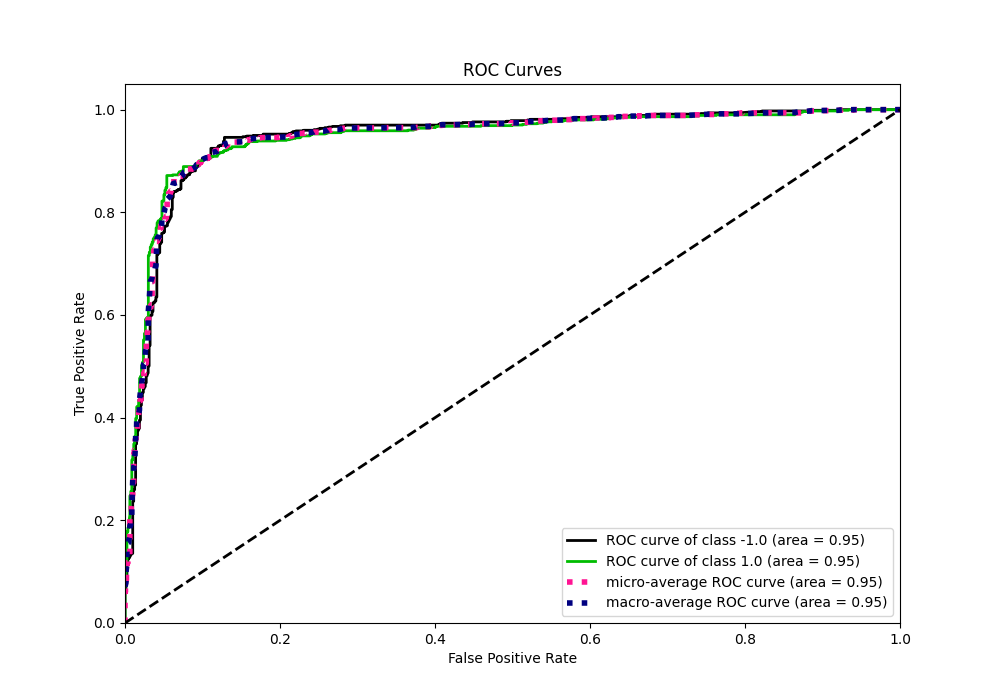 ROC Curves
True Positive Rate
1.0
0.8
0.6
0.4
0.2
0.0
0.0 0.2 0.4 0.6 0.8 1.0
False Positive Rate
ROC curve of class -1.0 (area = 0.95)
ROC curve of class 1.0 (area = 0.95)
micro-average ROC curve (area = 0.95)
macro-average ROC curve (area = 0.95)